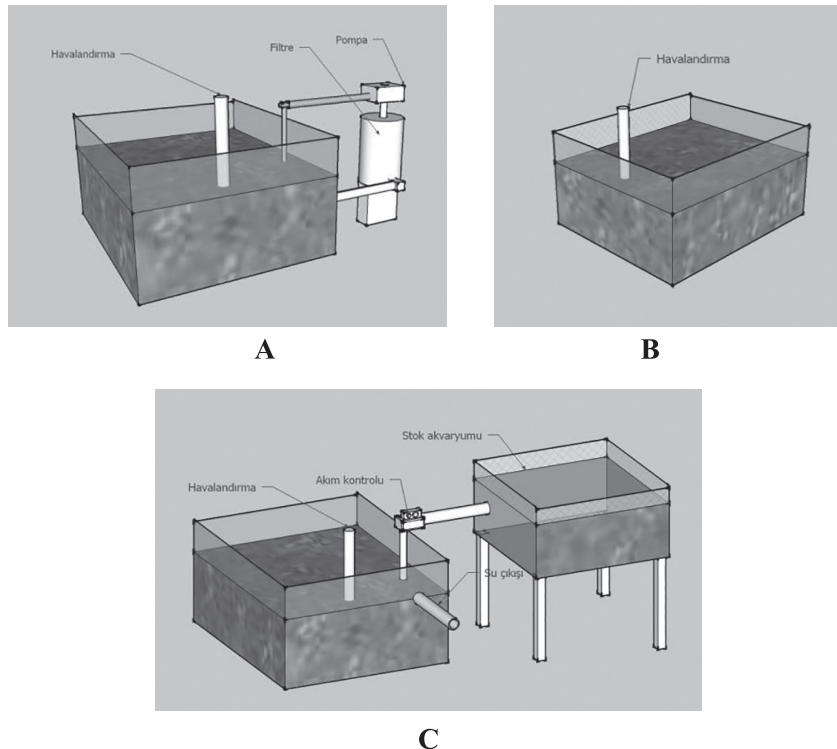 Havalandırma
Filtre
Pompa
A
Havalandırma
B
Havalandırma
Akım kontrolu
Stok akvaryumu
Su çıkışı
C